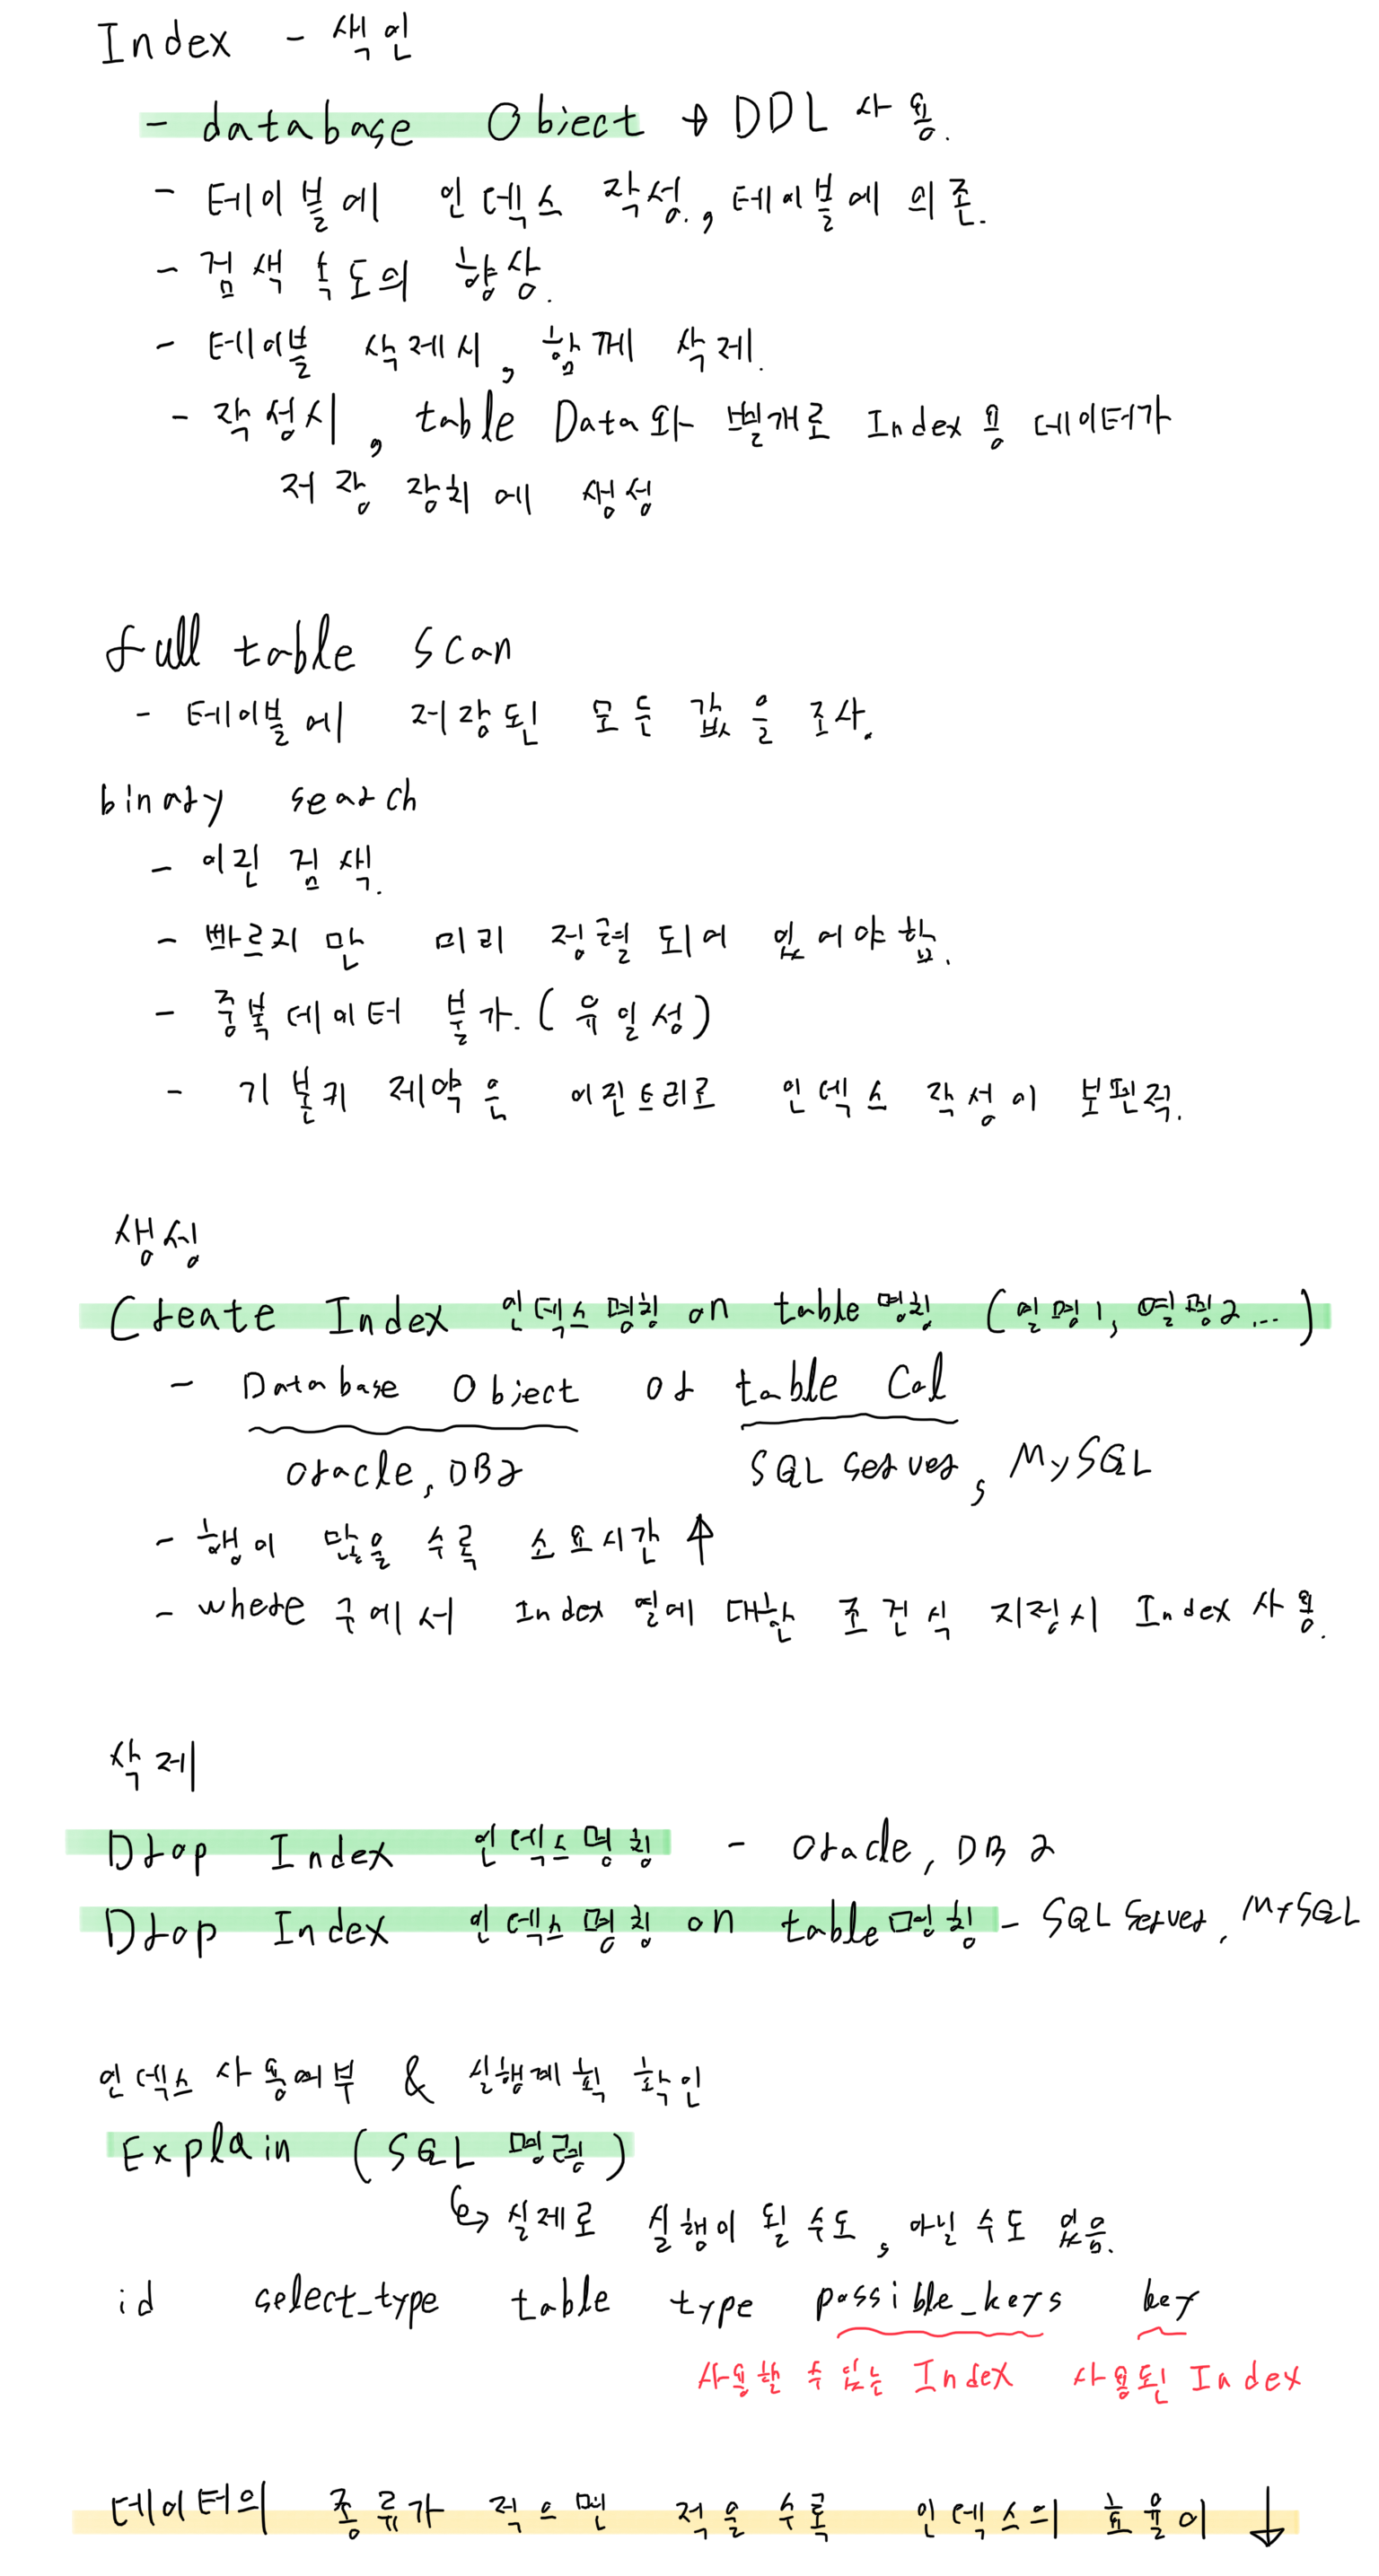 Index - 색인
- database Object → DDL 사용.
- 테이블에 인덱스 작성., 테이블에 의존.
- 검색 속도의 향상.
- 테이블 삭제시, 함께 삭제.
- 작성시, table Data와 별개로 Index용 데이터가
저장 장치에 생성
full table scan
- 테이블에 저장된 모든 값을 조사.
binary search
- 이진 검색.
- 빠르지만 미리 정렬 되어 있어야함.
- 중복데이터 불가. (유일성)
- 기본키 제약은 이진트리로 인덱스 작성이 보편적.
생성
Create Index 인덱스명칭 on table명칭 (열명1, 열명2...)
- Database Object or table Col
oracle, DB2 SQL Server, MySQL
- 행이 많을 수록 소요시간 ↑
- where 구에서 Index 열에 대한 조건식 지정시 Index 사용.
삭제
Drop Index 인덱스명칭 - oracle, DB2
Drop Index 인덱스명칭 on table명칭 - SQL Server, MySQL
인덱스 사용여부 & 실행계획 확인
Explain (SQL 명령)
↳ 실제로 실행이 될 수도, 아닐 수도 있음.
id select_type table type possible_keys key
사용할 수 있는 Index 사용된 Index
데이터의 종류가 적으면 적을 수록 인덱스의 효율이 ↓